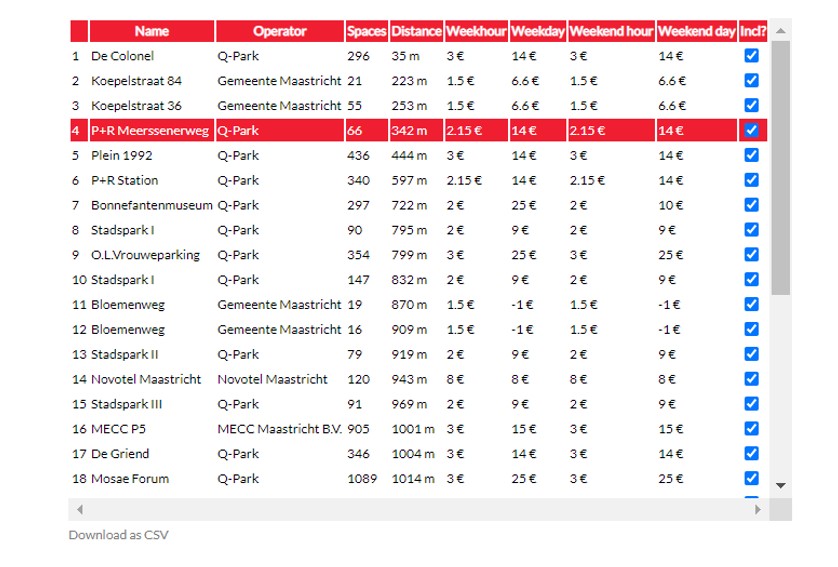 Name Operator Spaces Distance Weekhour Weekday Weekend hour Weekend day Incl?
1 De Colonel Q-Park 296 35 m 3 € 14 € 3 € 14 €
2 Koepelstraat 84 Gemeente Maastricht 21 223 m 1.5 € 6.6 € 1.5 € 6.6 €
3 Koepelstraat 36 Gemeente Maastricht 55 253 m 1.5 € 6.6 € 1.5 € 6.6 €
4 P+R Meerssenerweg Q-Park 66 342 m 2.15 € 14 € 2.15 € 14 €
5 Plein 1992 Q-Park 436 444 m 3 € 14 € 3 € 14 €
6 P+R Station Q-Park 340 597 m 2.15 € 14 € 2.15 € 14 €
7 Bonnefantenmuseum Q-Park 297 722 m 2 € 25 € 2 € 10 €
8 Stadspark I Q-Park 90 795 m 2 € 9 € 2 € 9 €
9 O.L.Vrouweparking Q-Park 354 799 m 3 € 25 € 3 € 25 €
10 Stadspark I Q-Park 147 832 m 2 € 9 € 2 € 9 €
11 Bloemenweg Gemeente Maastricht 19 870 m 1.5 € -1 € 1.5 € -1 €
12 Bloemenweg Gemeente Maastricht 16 909 m 1.5 € -1 € 1.5 € -1 €
13 Stadspark II Q-Park 79 919 m 2 € 9 € 2 € 9 €
14 Novotel Maastricht Novotel Maastricht 120 943 m 8 € 8 € 8 € 8 €
15 Stadspark III Q-Park 91 969 m 2 € 9 € 2 € 9 €
16 MECC P5 MECC Maastricht B.V. 905 1001 m 3 € 15 € 3 € 15 €
17 De Griend Q-Park 346 1004 m 3 € 14 € 3 € 14 €
18 Mosae Forum Q-Park 1089 1014 m 3 € 25 € 3 € 25 €
Download as CSV